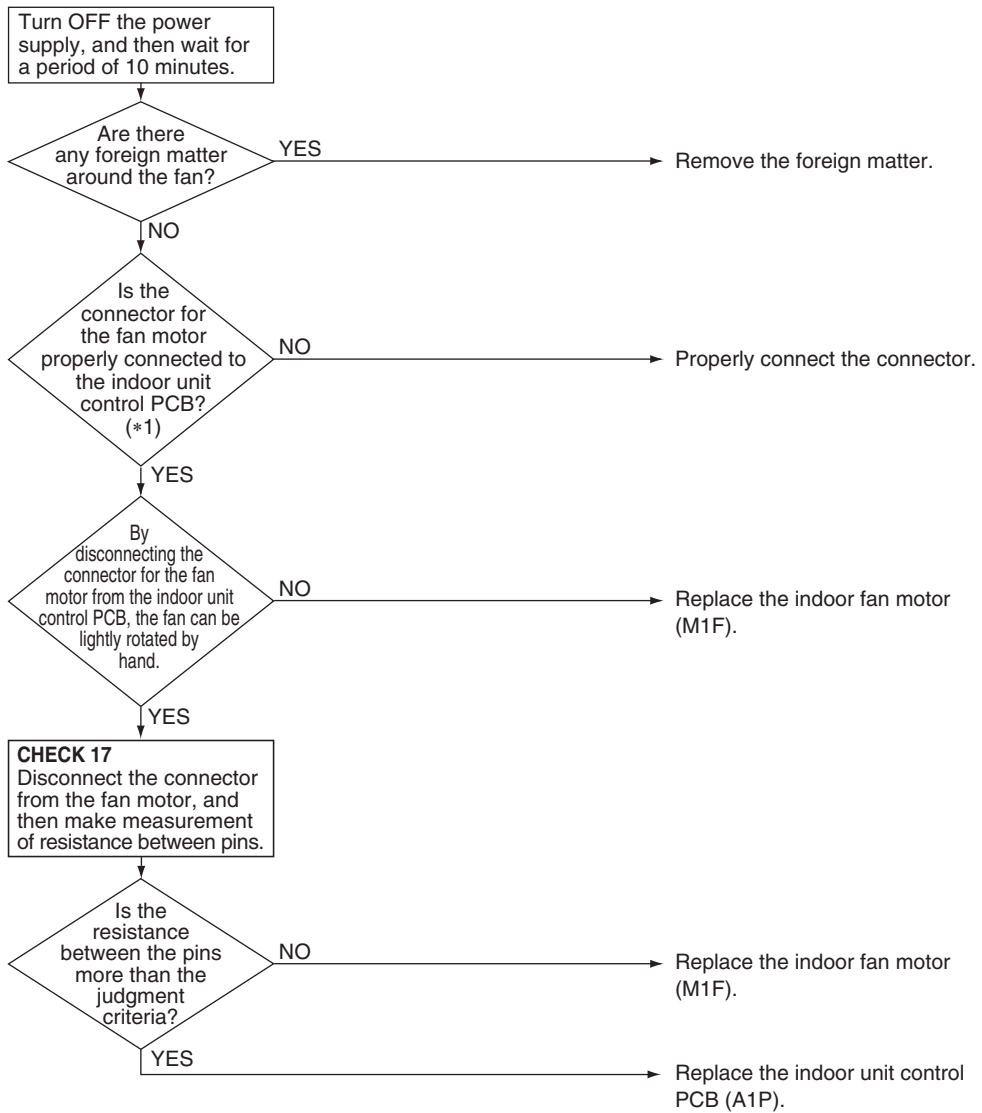 Turn OFF the power
supply, and then wait for
a period of 10 minutes.
Are there
any foreign matter
around the fan?
YES
Remove the foreign matter.
NO
Is the
connector for
the fan motor
properly connected to
the indoor unit
control PCB?
(*1)
NO
Properly connect the connector.
YES
By
disconnecting the
connector for the fan
motor from the indoor unit
control PCB, the fan can be
lightly rotated by
hand.
NO
Replace the indoor fan motor
(M1F).
YES
CHECK 17
Disconnect the connector
from the fan motor, and
then make measurement
of resistance between pins.
Is the
resistance
between the pins
more than the
judgment
criteria?
NO
Replace the indoor fan motor
(M1F).
YES
Replace the indoor unit control
PCB (A1P).